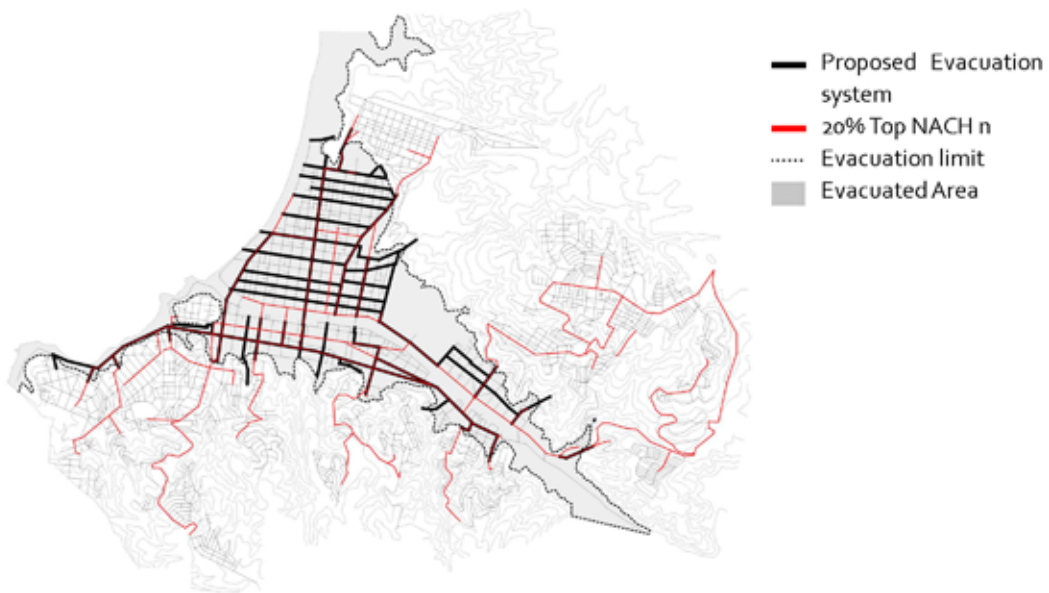 Proposed Evacuation
system
20% Top NACH n
Evacuation limit
Evacuated Area